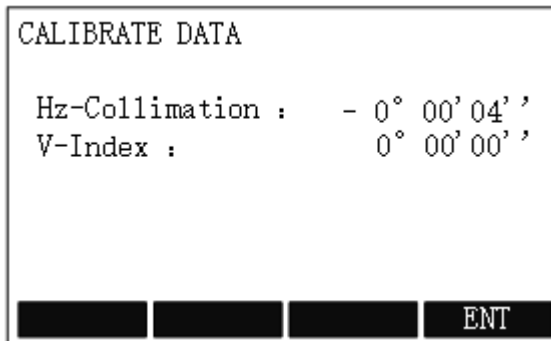 CALIBRATE DATA
Hz-Collimation : - 0° 00' 04''
V-Index : 0° 00' 00''
ENT